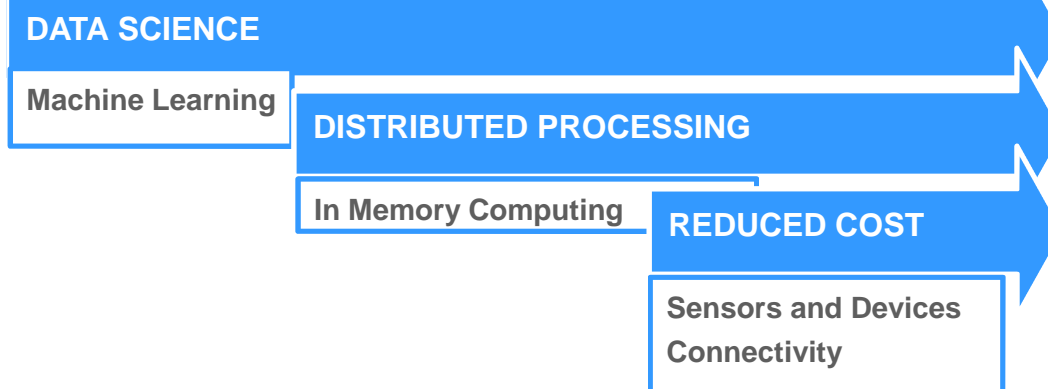 DATA SCIENCE
Machine Learning
DISTRIBUTED PROCESSING
In Memory Computing
REDUCED COST
Sensors and Devices
Connectivity